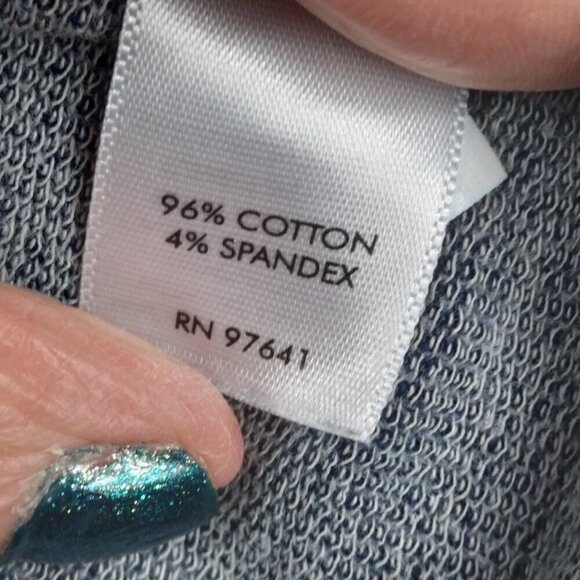 96% COTTON
4% SPANDEX
RN 97641